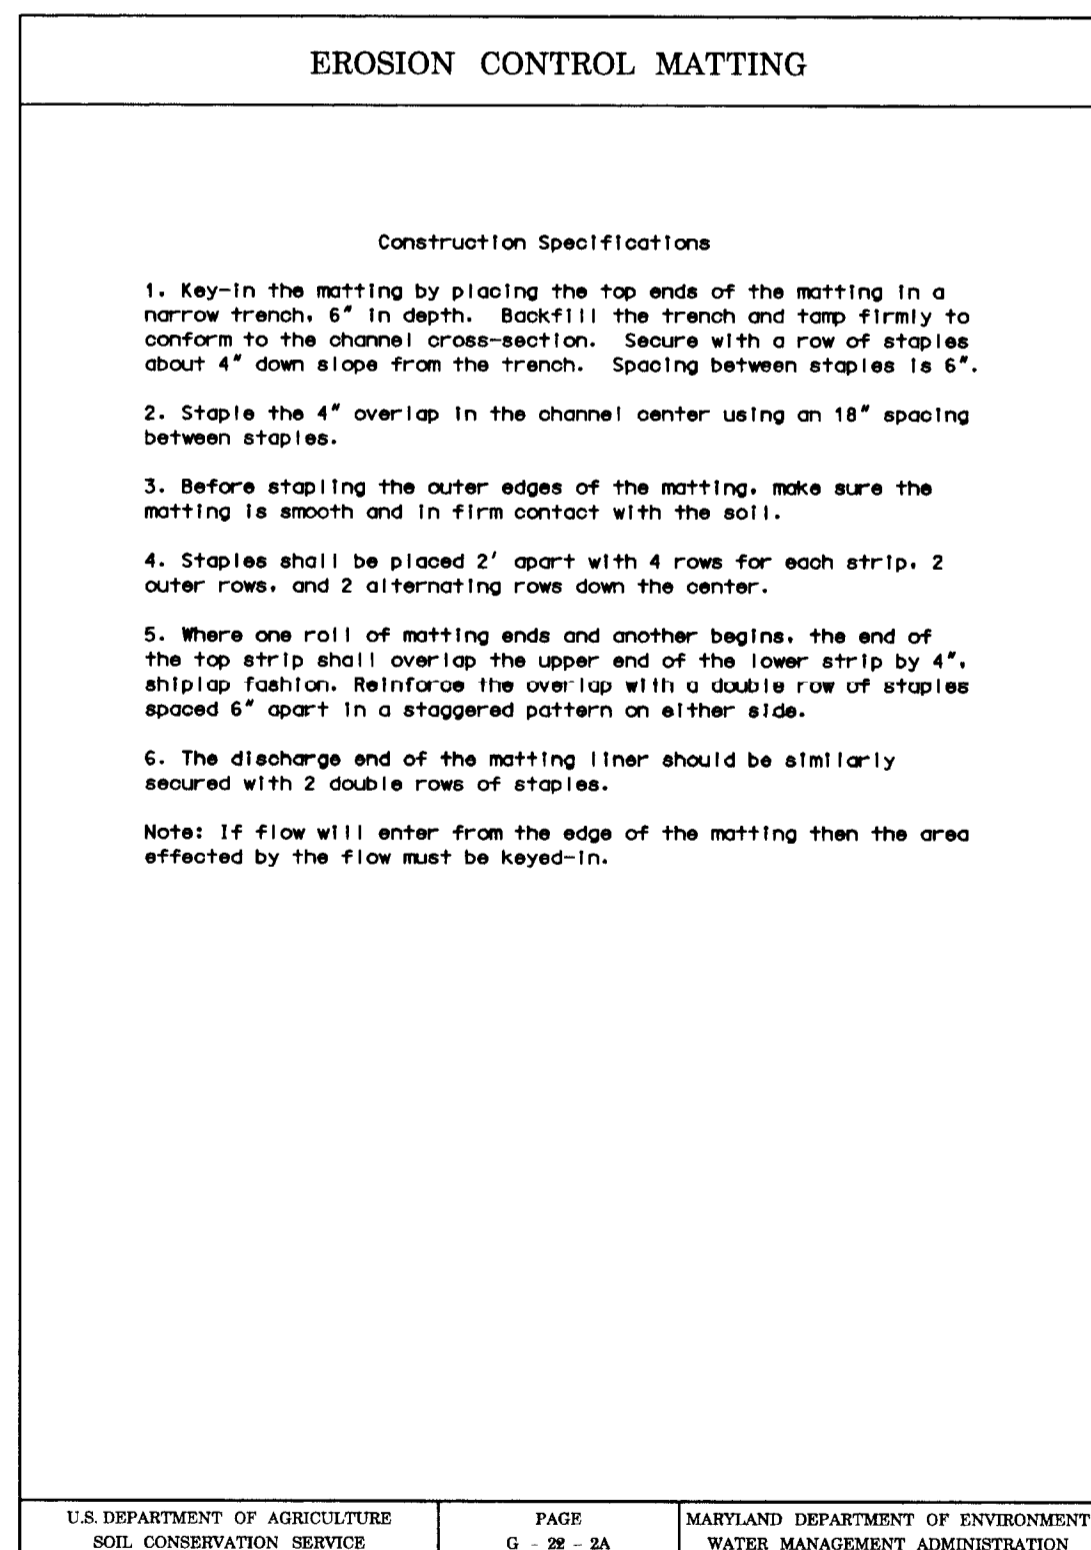 EROSION CONTROL MATTING
Construction Specifications
1. Key-in the matting by placing the top ends of the matting in a
narrow trench, 6" in depth. Backfill the trench and tamp firmly to
conform to the channel cross-section. Secure with a row of staples
about 4" down slope from the trench. Spacing between staples is 6".
2. Staple the 4" overlap in the channel center using an 18" spacing
between staples.
3. Before stapling the outer edges of the matting, make sure the
matting is smooth and in firm contact with the soil.
4. Staples shall be placed 2' apart with 4 rows for each strip, 2
outer rows, and 2 alternating rows down the center.
5. Where one roll of matting ends and another begins, the end of
the top strip shall overlap the upper end of the lower strip by 4",
shiplap fashion. Reinforce the overlap with a double row of staples
spaced 6" apart in a staggered pattern on either side.
6. The discharge end of the matting liner should be similarly
secured with 2 double rows of staples.
Note: If flow will enter from the edge of the matting then the area
effected by the flow must be keyed-in.
U.S. DEPARTMENT OF AGRICULTURE
SOIL CONSERVATION SERVICE
PAGE
G - 22 - 2A
MARYLAND DEPARTMENT OF ENVIRONMENT
WATER MANAGEMENT ADMINISTRATION